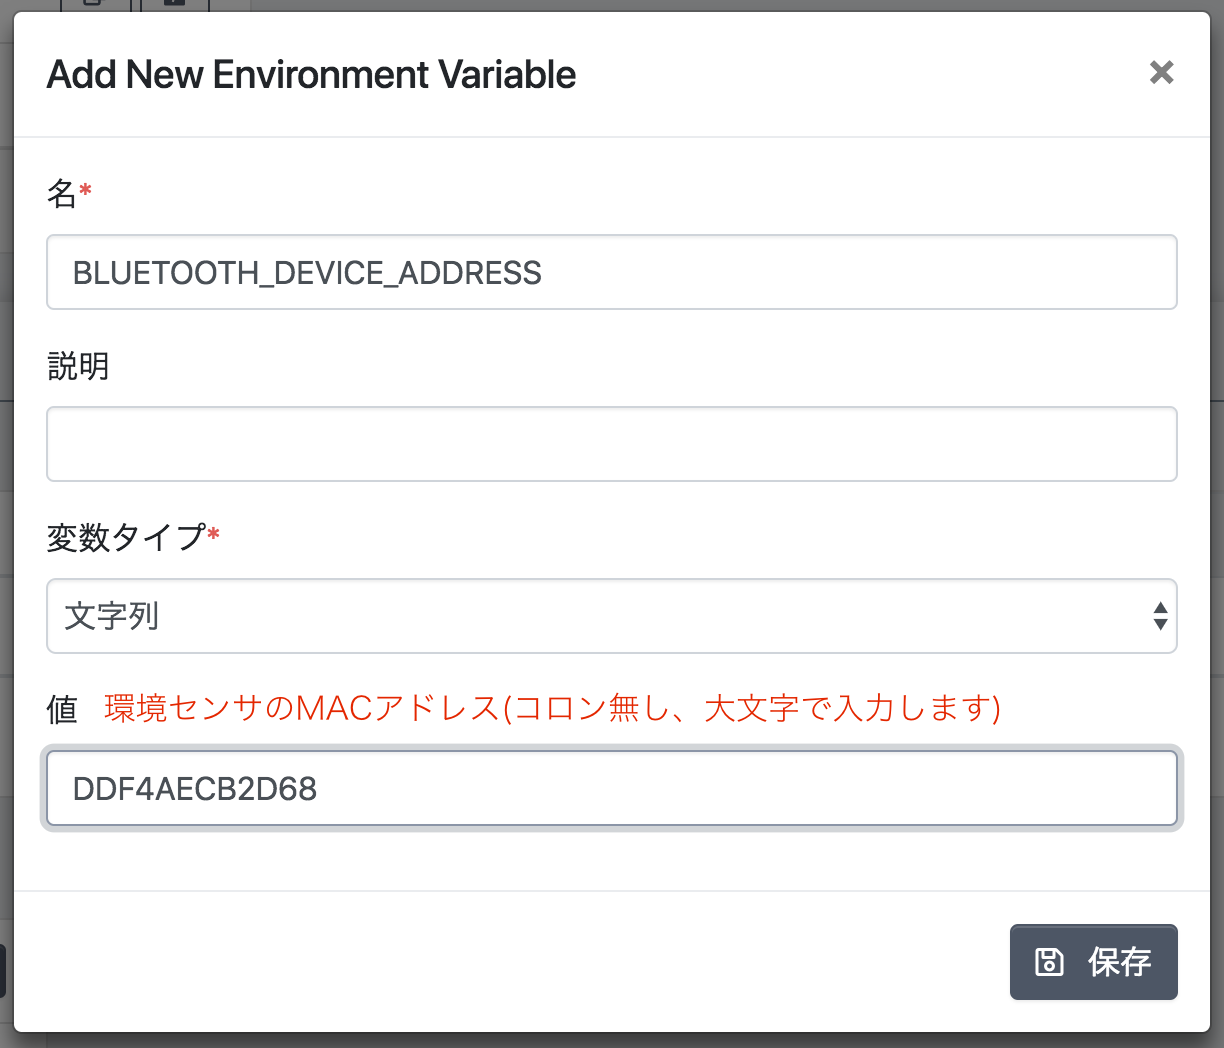 Add New Environment Variable
名*
BLUETOOTH_DEVICE_ADDRESS
説明
変数タイプ*
文字列
値 環境センサのMACアドレス(コロン無し、大文字で入力します)
DDF4AECB2D68
保存